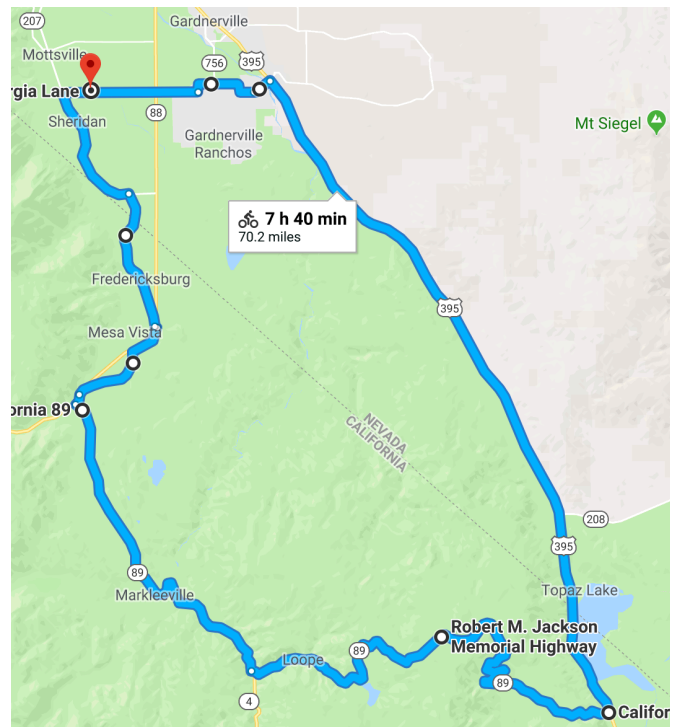 207
Gardnerville
Mottsville
756
395
rgia Lane
88
Sheridan
Mt Siegel
Gardnerville
Ranchos
7 h 40 min
70.2 miles
Fredericksburg
395
Mesa Vista
ornia 89
NEVADA
CALIFORNIA
208
395
89
Topaz Lake
Markleeville
Robert M. Jackson
Memorial Highway
89
Loope
89
4
Califor